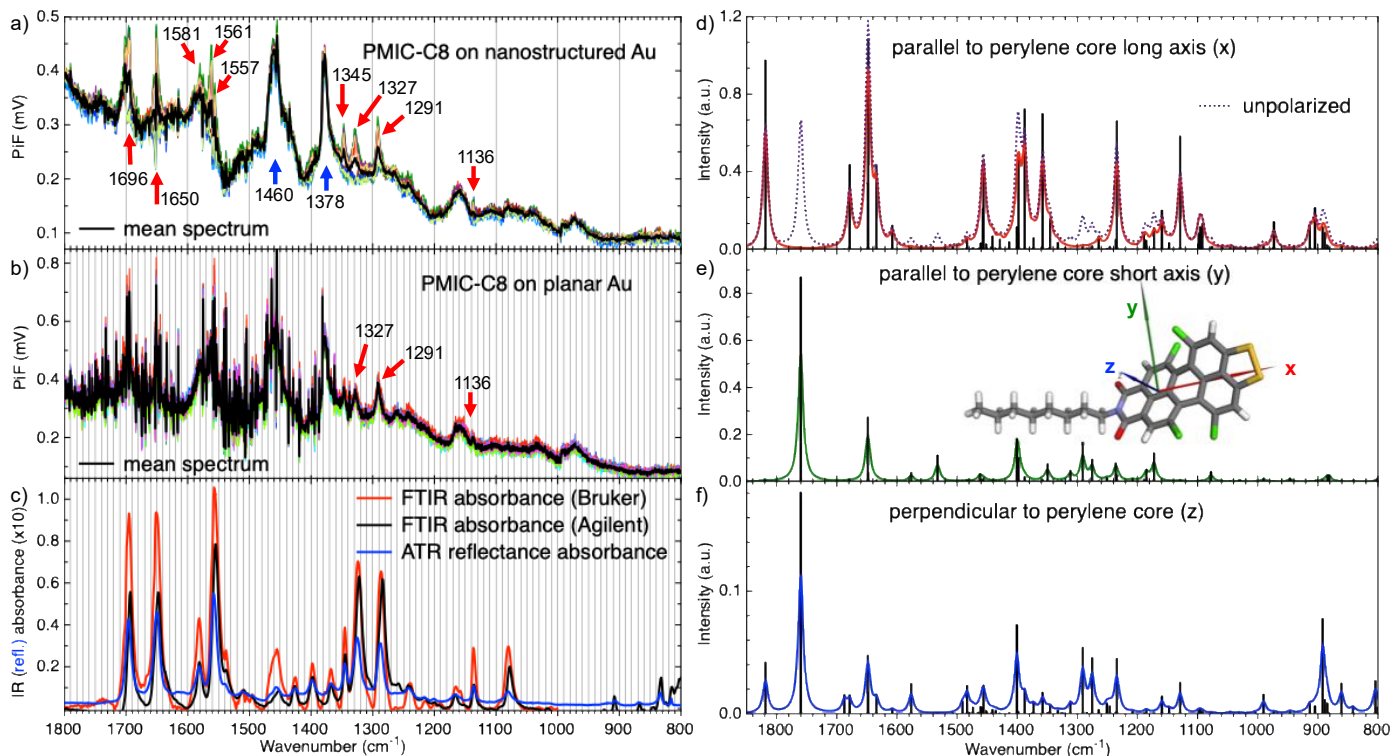 a)
PMIC-C8 on nanostructured Au
1581
1561
1557
1345
1327
1291
1136
1696
1650
1460
1378
mean spectrum
PiF (mV)
0.5
0.4
0.3
0.2
0.1
b)
PMIC-C8 on planar Au
1327
1291
1136
mean spectrum
PiF (mV)
0.8
0.6
0.4
0.2
c)
FTIR absorbance (Bruker)
FTIR absorbance (Agilent)
ATR reflectance absorbance
IR (refl.) absorbance (x10)
1.0
0.8
0.6
0.4
0.2
1800 1700 1600 1500 1400 1300 1200 1100 1000 900 800
Wavenumber (cm⁻¹)
d)
parallel to perylene core long axis (x)
unpolarized
Intensity (a.u.)
1.2
0.8
0.4
0.0
e)
parallel to perylene core short axis (y)
y
z
x
Intensity (a.u.)
0.8
0.6
0.4
0.2
0.0
f)
perpendicular to perylene core (z)
Intensity (a.u.)
0.1
0.0
1800 1700 1600 1500 1400 1300 1200 1100 1000 900 800
Wavenumber (cm⁻¹)